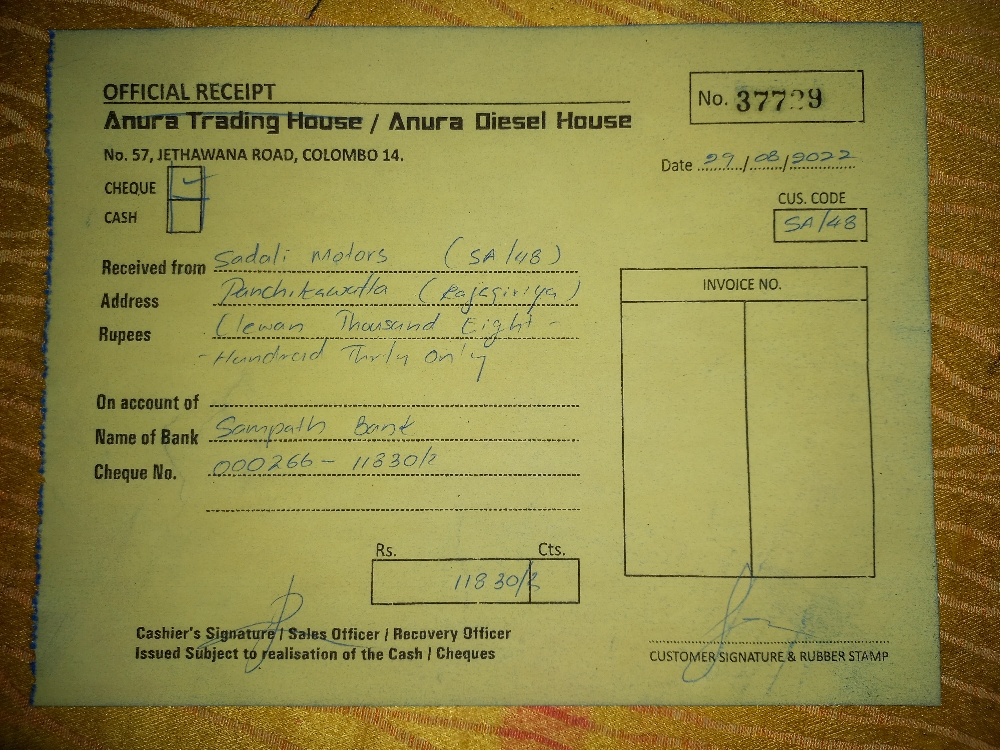 OFFICIAL RECEIPT
Anura Trading House / Anura Diesel House
No. 57, JETHAWANA ROAD, COLOMBO 14.
No. 37729
Date 29/08/2022
CHEQUE
CASH
CUS. CODE
SA/48
Received from Sadali Motors (SA/48)
Address Panchikawatta (Rajagiriya)
Rupees Elewan Thousand Eight -
- Hundraid Thrty Only
On account of
Name of Bank Sampath Bank
Cheque No. 000266 - 11830/=
INVOICE NO.
Rs. Cts.
11830/=
Cashier's Signature / Sales Officer / Recovery Officer
Issued Subject to realisation of the Cash / Cheques
CUSTOMER SIGNATURE & RUBBER STAMP